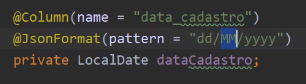 @Column(name = "data_cadastro")
@JsonFormat(pattern = "dd/MM/yyyy")
private LocalDate dataCadastro;